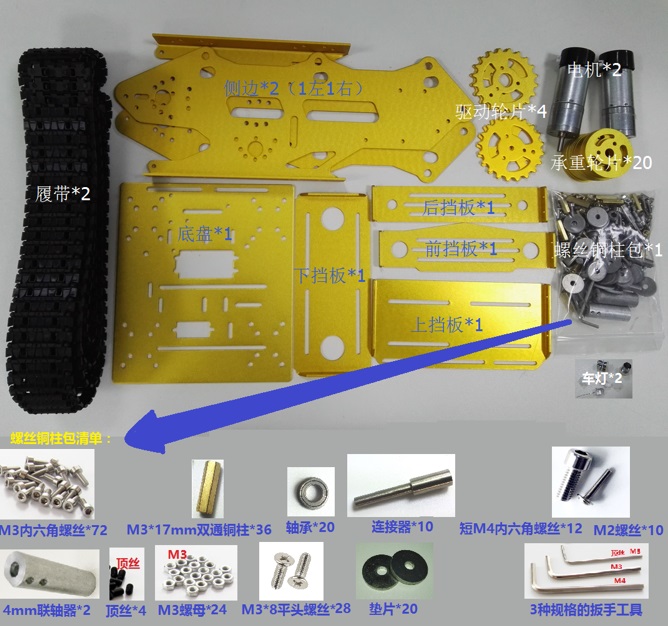 侧边*2（1左1右）
电机*2
驱动轮片*4
承重轮片*20
履带*2
底盘*1
下挡板*1
后挡板*1
前挡板*1
上挡板*1
螺丝铜柱包*1
车灯*2
螺丝铜柱包清单：
M3内六角螺丝*72
M3*17mm双通铜柱*36
轴承*20
连接器*10
短M4内六角螺丝*12
M2螺丝*10
顶丝
M3
顶丝 M5
M3
M4
4mm联轴器*2
顶丝*4
M3螺母*24
M3*8平头螺丝*28
垫片*20
3种规格的扳手工具